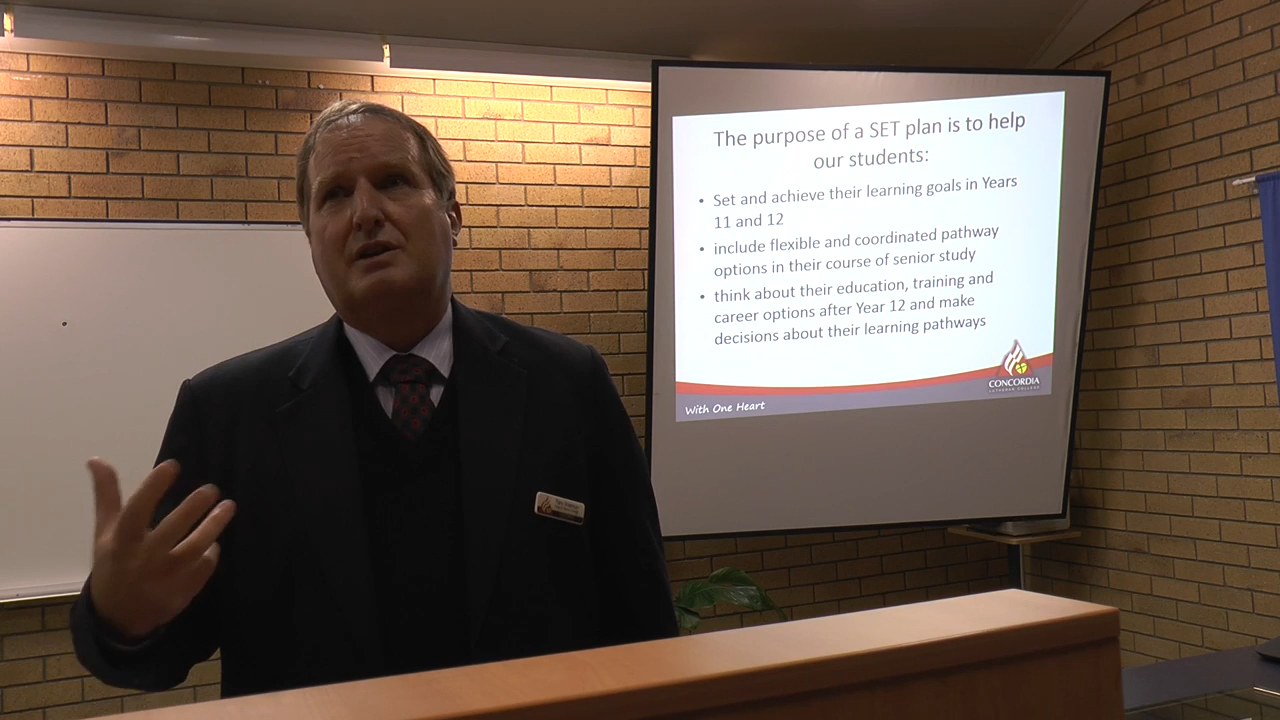 The purpose of a SET plan is to help
our students:
• Set and achieve their learning goals in Years
11 and 12
• include flexible and coordinated pathway
options in their course of senior study
• think about their education, training and
career options after Year 12 and make
decisions about their learning pathways
CONCORDIA
LUTHERAN COLLEGE
With One Heart